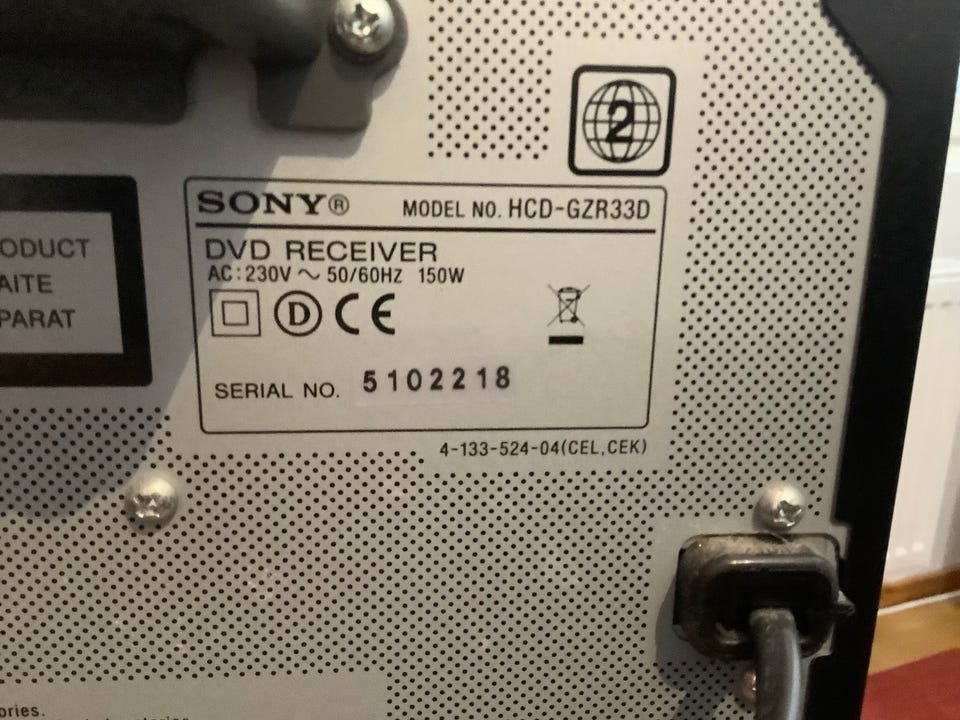 2
SONY® MODEL NO. HCD-GZR33D
DVD RECEIVER
AC:230V ~ 50/60HZ 150W
D CE
SERIAL NO. 5102218
4-133-524-04(CEL,CEK)
ODUCT
AITE
PARAT
ories.